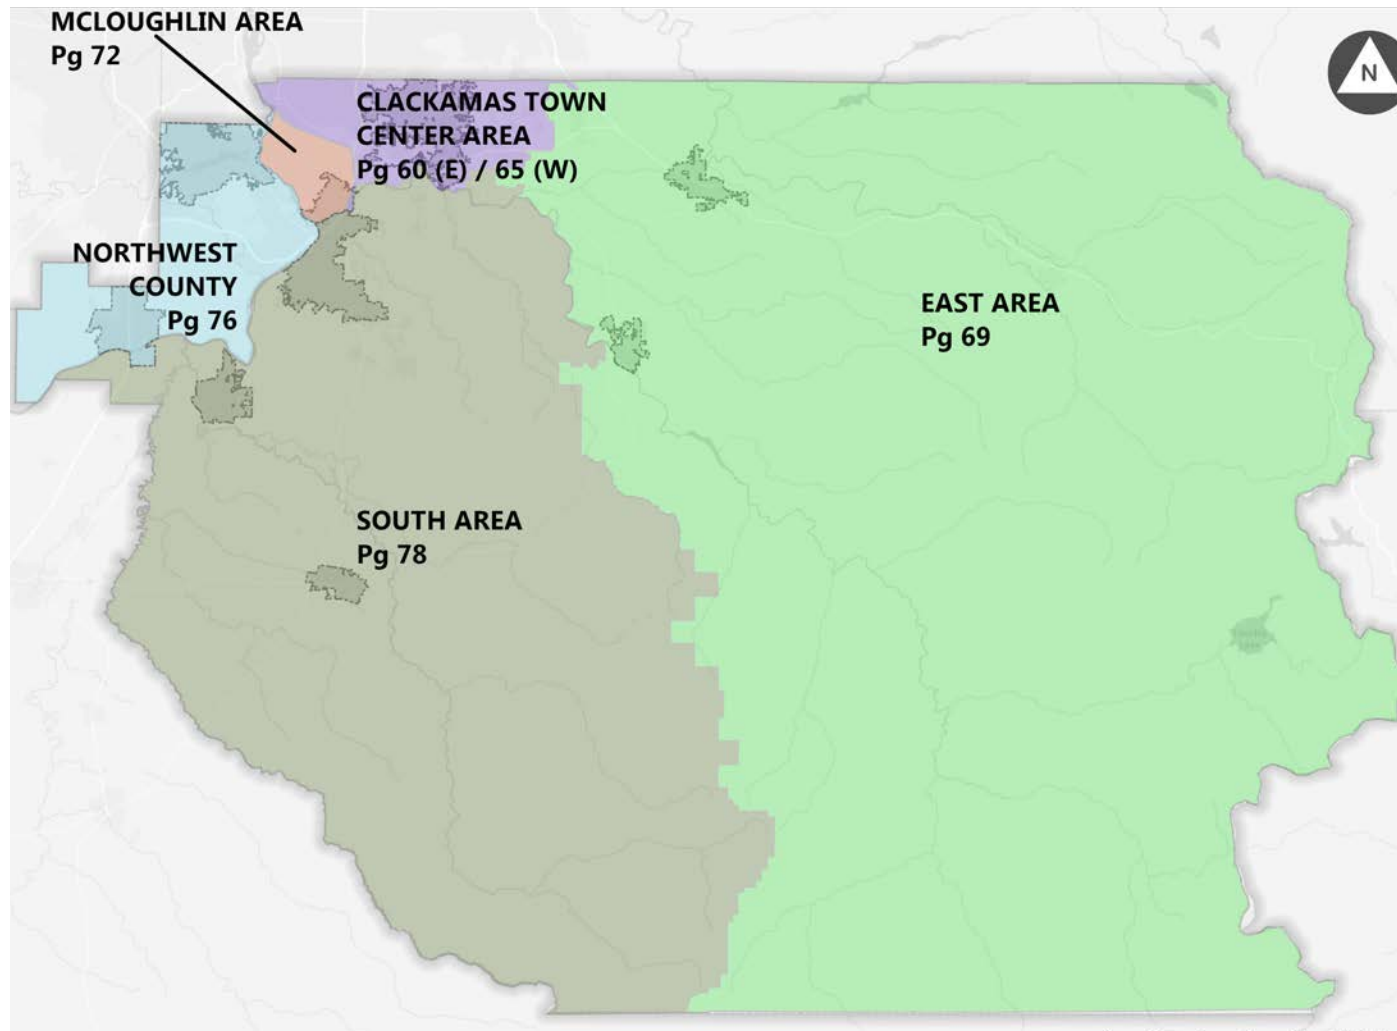 MCLOUGHLIN AREA
Pg 72
CLACKAMAS TOWN
CENTER AREA
Pg 60 (E) / 65 (W)
NORTHWEST
COUNTY
Pg 76
EAST AREA
Pg 69
SOUTH AREA
Pg 78
N